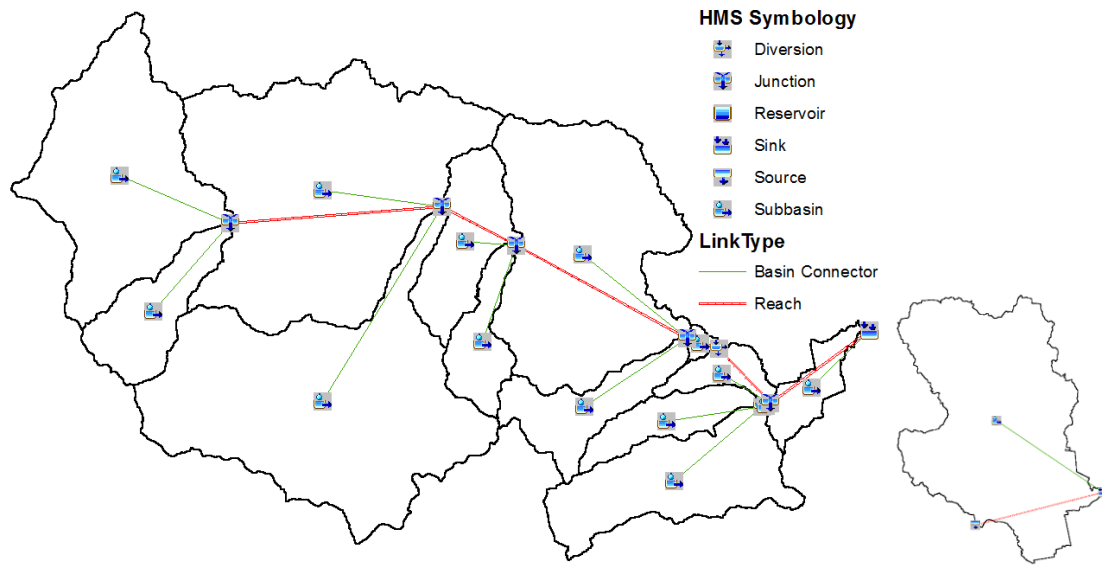 HMS Symbology
Diversion
Junction
Reservoir
Sink
Source
Subbasin
LinkType
Basin Connector
Reach